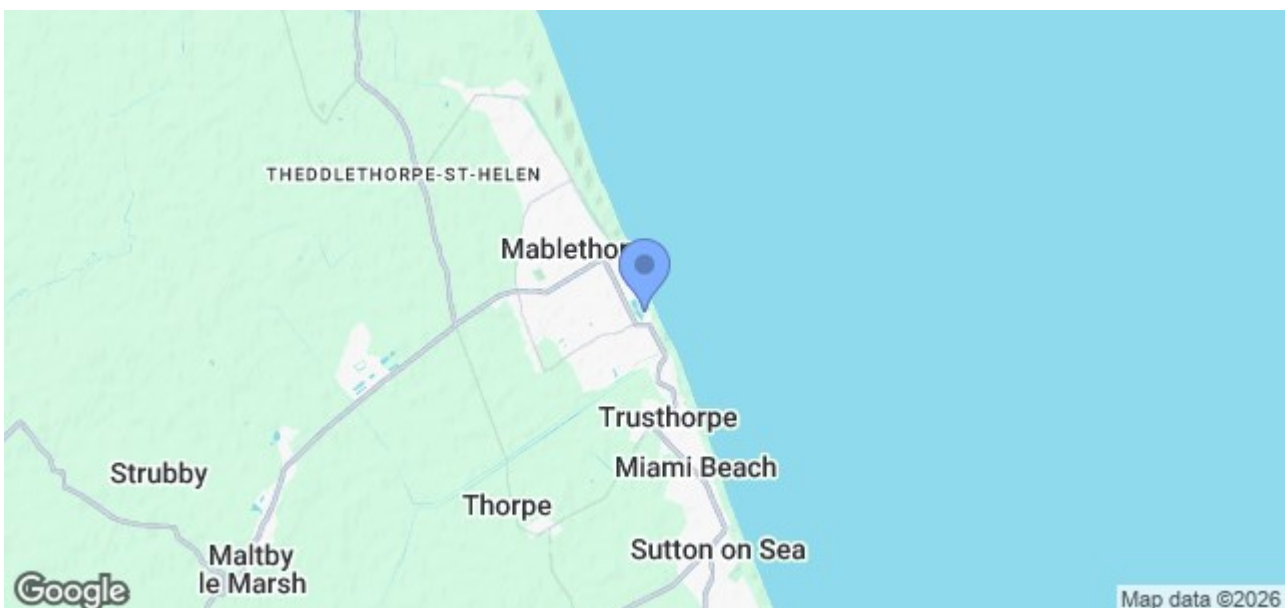 THEDDLETHORPE-ST-HELEN
Mablethor
Trusthorpe
Miami Beach
Strubby
Thorpe
Sutton on Sea
Maltby
le Marsh
Google
Map data ©2026